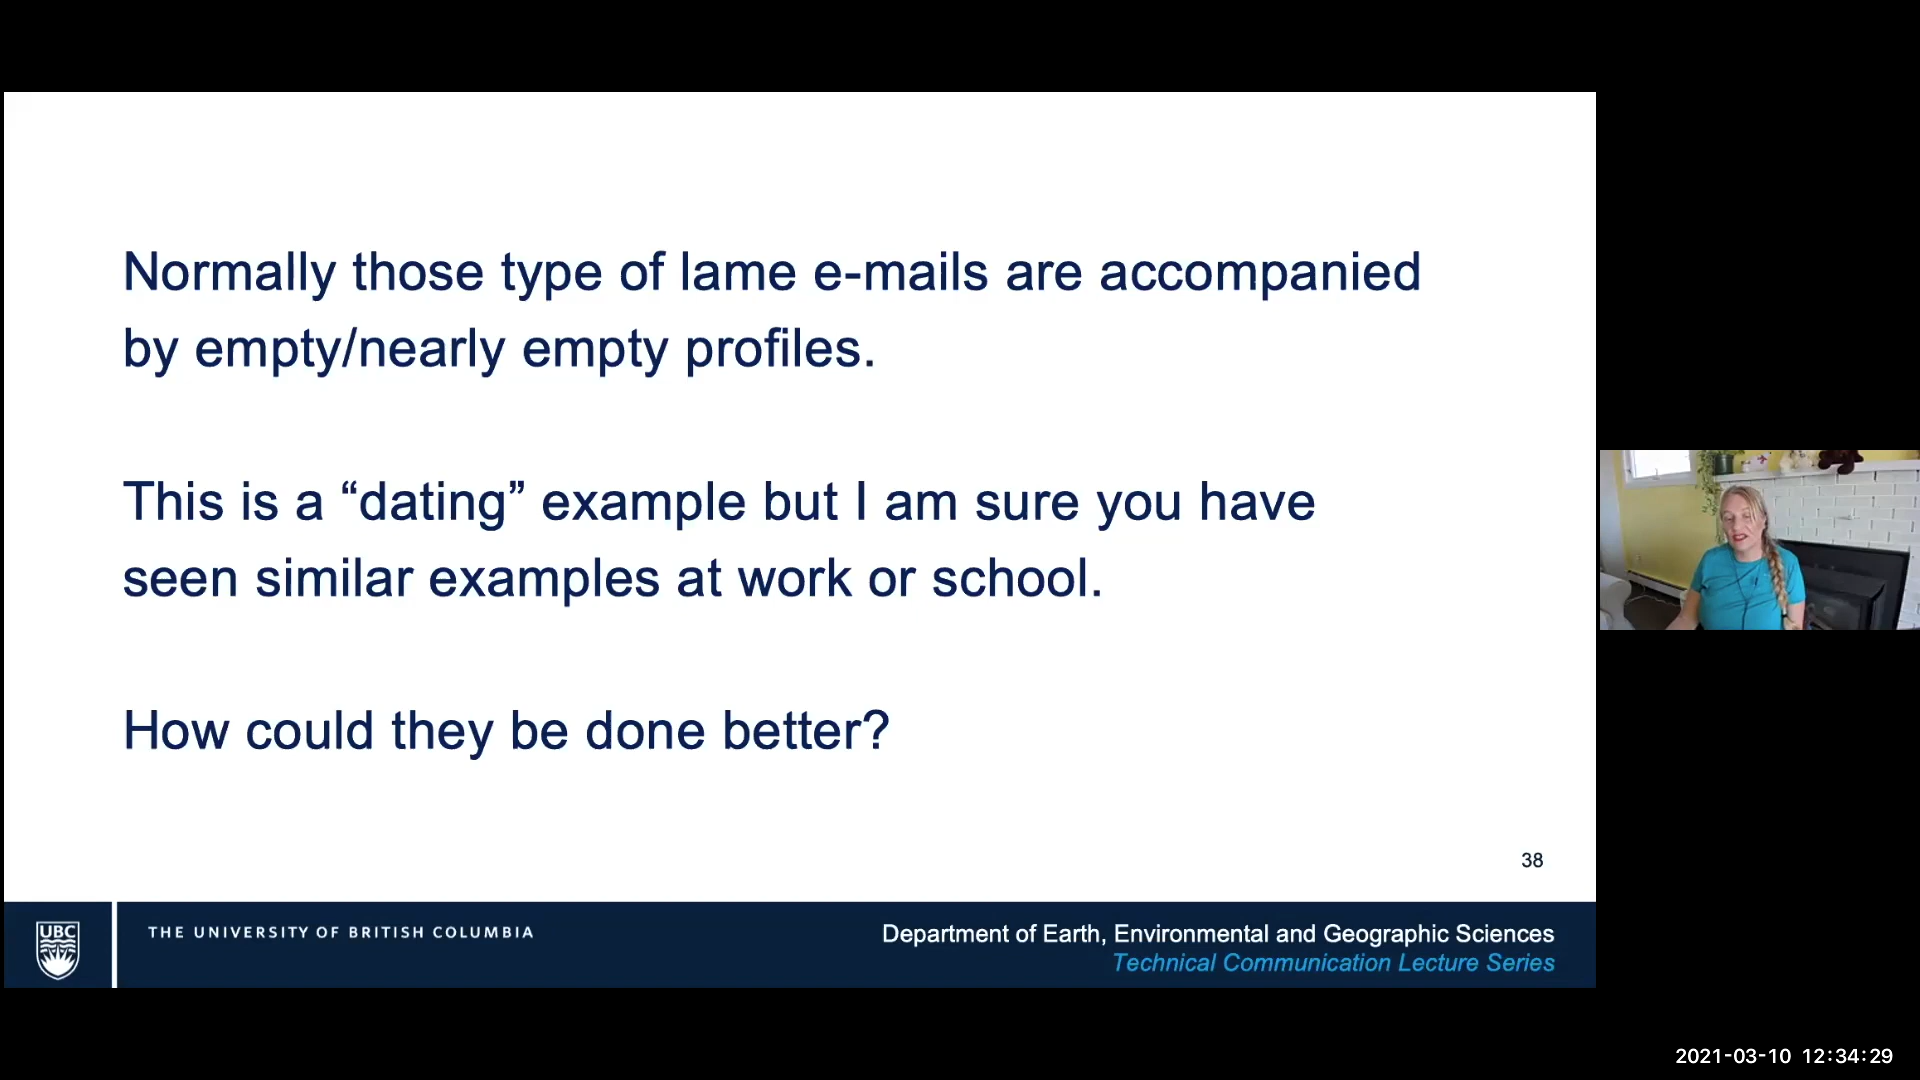 Normally those type of lame e-mails are accompanied
by empty/nearly empty profiles.
This is a “dating” example but I am sure you have
seen similar examples at work or school.
How could they be done better?
38
UBC
THE UNIVERSITY OF BRITISH COLUMBIA
Department of Earth, Environmental and Geographic Sciences
Technical Communication Lecture Series
2021-03-10 12:34:29